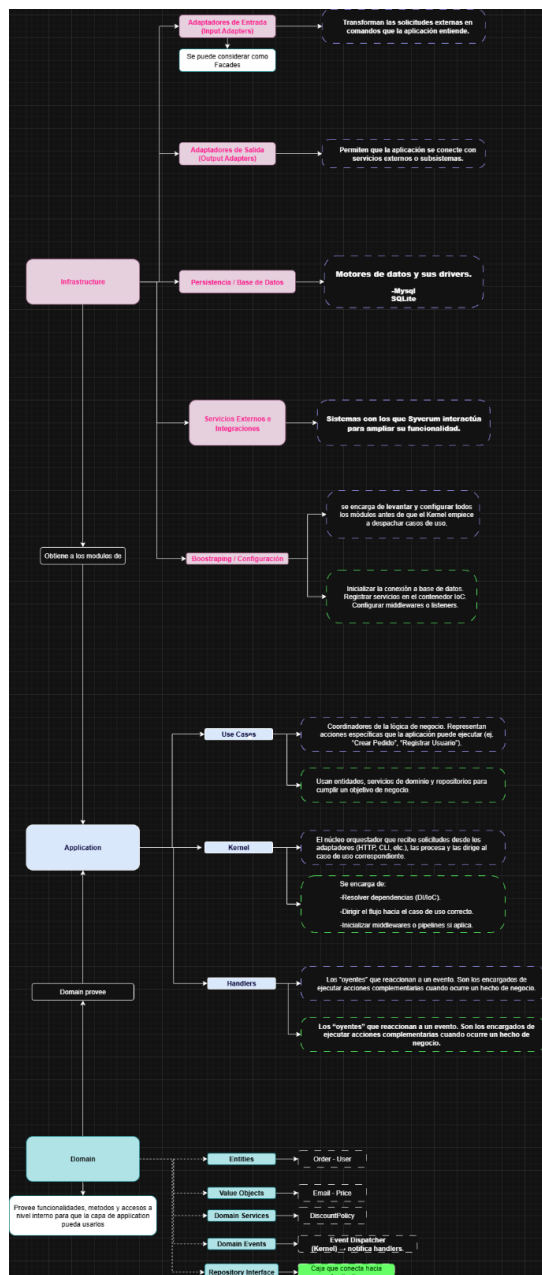 Adaptadores de Entrada
(Input Adapters)
Transforman las solicitudes externas en
comandos que la aplicación entiende.
Se puede considerar como
Facades
Adaptadores de Salida
(Output Adapters)
Permiten que la aplicación se conecte con
servicios externos o subsistemas.
Infrastructure
Persistencia / Base de Datos
Motores de datos y sus drivers.
-Mysql
SQLite
Servicios Externos e
Integraciones
Sistemas con los que Syverum interactúa
para ampliar su funcionalidad.
se encarga de levantar y configurar todos
los módulos antes de que el Kernel empiece
a despachar casos de uso.
Obtiene a los modulos de
Boostraping / Configuración
Inicializar la conexión a base de datos.
Registrar servicios en el contenedor IoC.
Configurar middlewares o listeners.
Use Cases
Coordinadores de la lógica de negocio. Representan
acciones específicas que la aplicación puede ejecutar (ej.
"Crear Pedido", "Registrar Usuario").
Usan entidades, servicios de dominio y repositorios para
cumplir un objetivo de negocio
Application
Kernel
El núcleo orquestador que recibe solicitudes desde los
adaptadores (HTTP, CLI, etc.), las procesa y las dirige al
caso de uso correspondiente.
Se encarga de:
-Resolver dependencias (DI/IoC).
-Dirigir el flujo hacia el caso de uso correcto.
-Inicializar middlewares o pipelines si aplica.
Domain provee
Handlers
Los "oyentes" que reaccionan a un evento. Son los encargados de
ejecutar acciones complementarias cuando ocurre un hecho de negocio.
Los "oyentes" que reaccionan a un evento. Son los encargados de
ejecutar acciones complementarias cuando ocurre un hecho de
negocio.
Domain
Entities
Order - User
Value Objects
Email - Price
Provee funcionalidades, metodos y accesos a
nivel interno para que la capa de application
pueda usarlos
Domain Services
DiscountPolicy
Domain Events
Event Dispatcher
(Kernel) → notifica handlers.
Repository Interface
Caja que conecta hacia